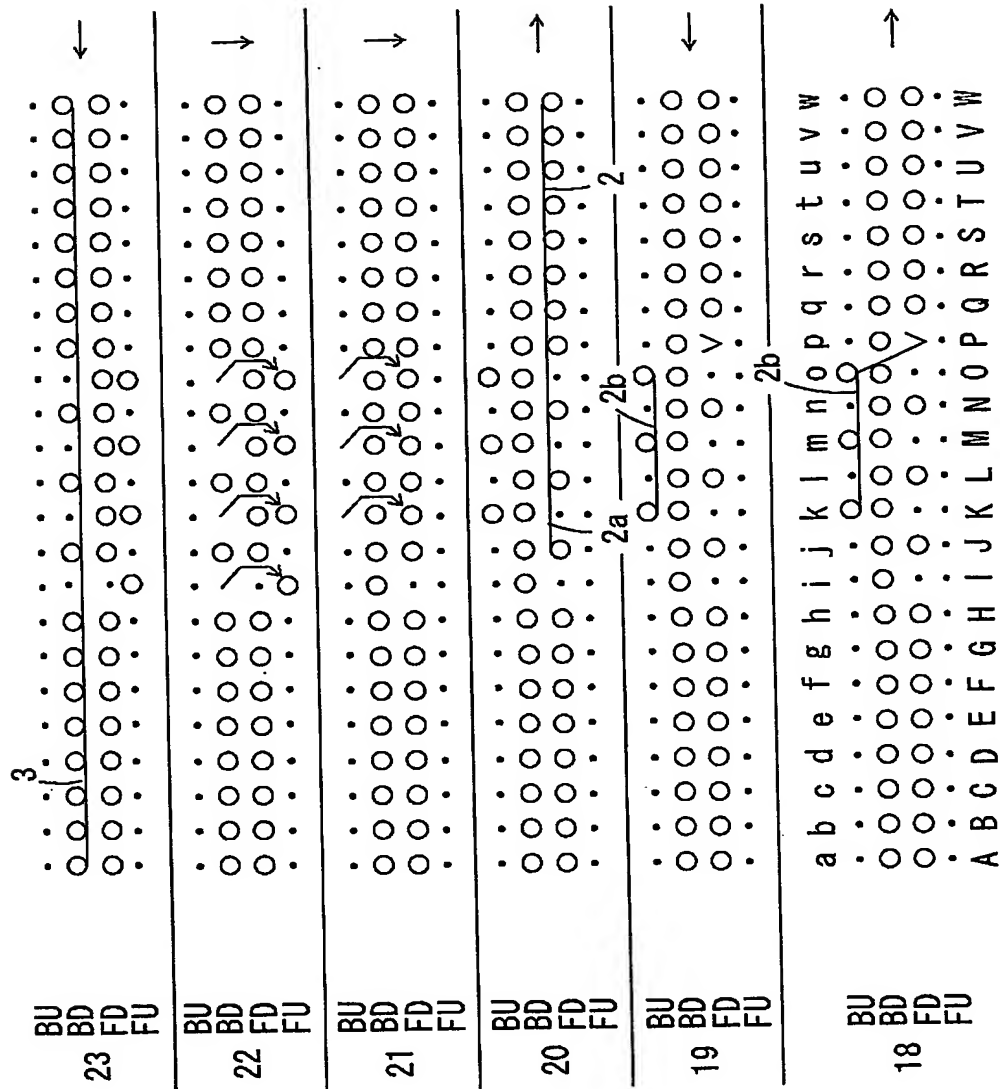 3
BU
BD
23
FD
FU
BU
BD
22
FD
FU
BU
BD
21
FD
FU
BU
BD
20
FD
FU
2a
2
2b
BU
BD
19
FD
V
FU
2b
a b c d e f g h i j k l m n o p q r s t u v w
BU
BD
18
FD
V
FU
A B C D E F G H I J K L M N O P Q R S T U V W